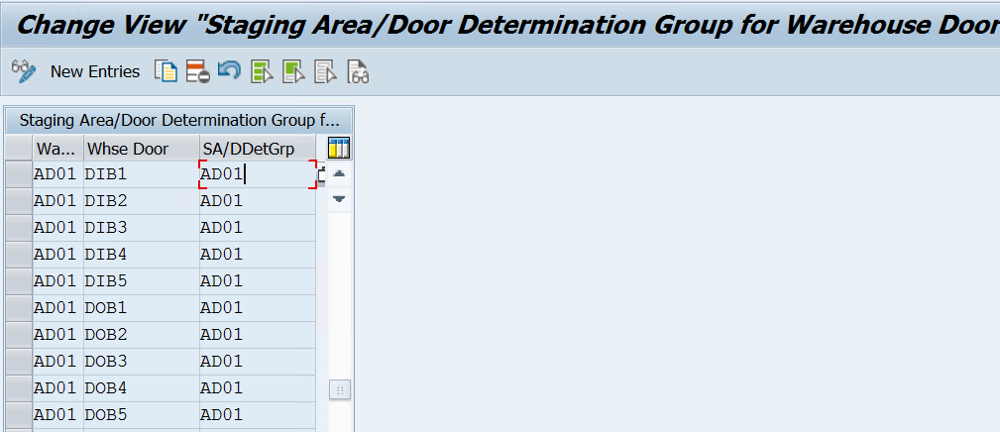 Change View "Staging Area/Door Determination Group for Warehouse Door
New Entries
Staging Area/Door Determination Group f...
Wa... Whse Door SA/DDetGrp
AD01 DIB1 AD01
AD01 DIB2 AD01
AD01 DIB3 AD01
AD01 DIB4 AD01
AD01 DIB5 AD01
AD01 DOB1 AD01
AD01 DOB2 AD01
AD01 DOB3 AD01
AD01 DOB4 AD01
AD01 DOB5 AD01